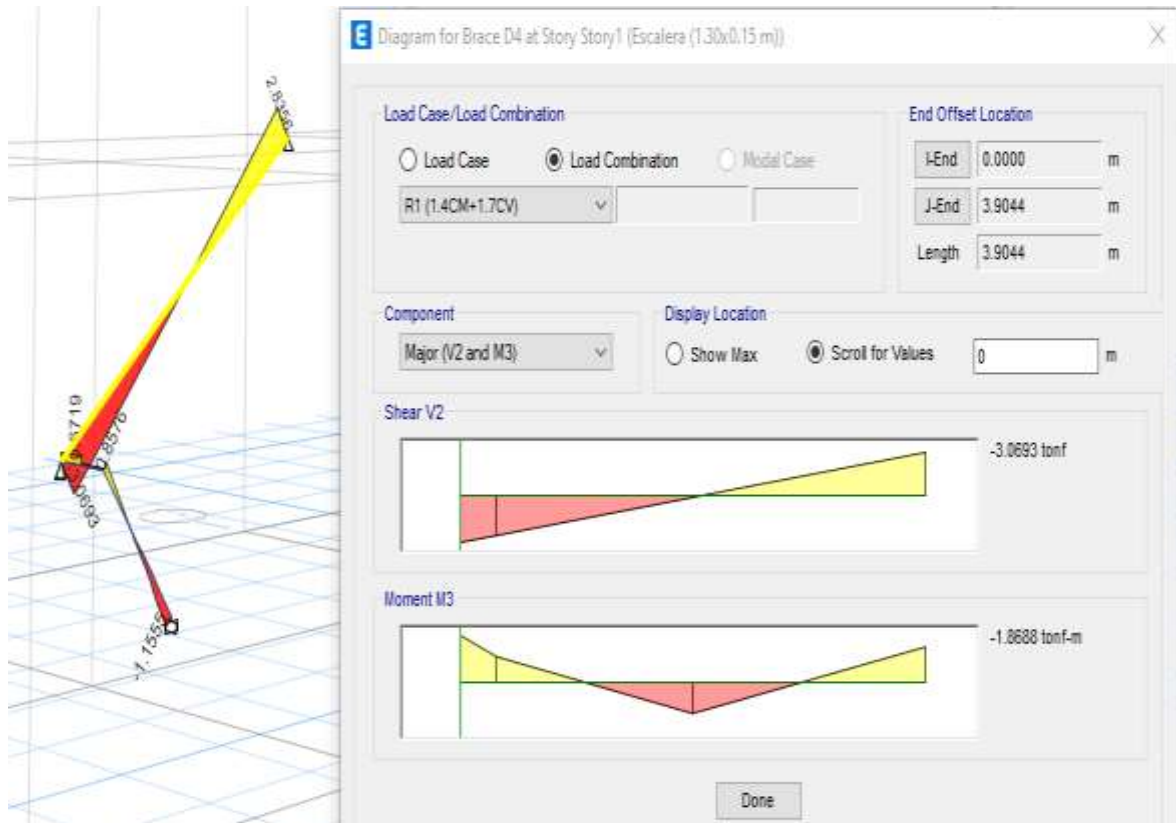 E Diagram for Brace D4 at Story Story1 (Escalera (1.30x0.15 m))
Load Case/Load Combination
Load Case Load Combination Modal Case
R1 (1.4CM+1.7CV)
End Offset Location
I-End 0.0000 m
J-End 3.9044 m
Length 3.9044 m
Component
Major (V2 and M3)
Display Location
Show Max Scroll for Values 0 m
Shear V2
-3.0693 tonf
Moment M3
-1.8688 tonf-m
Done
2.8356
-1.1555